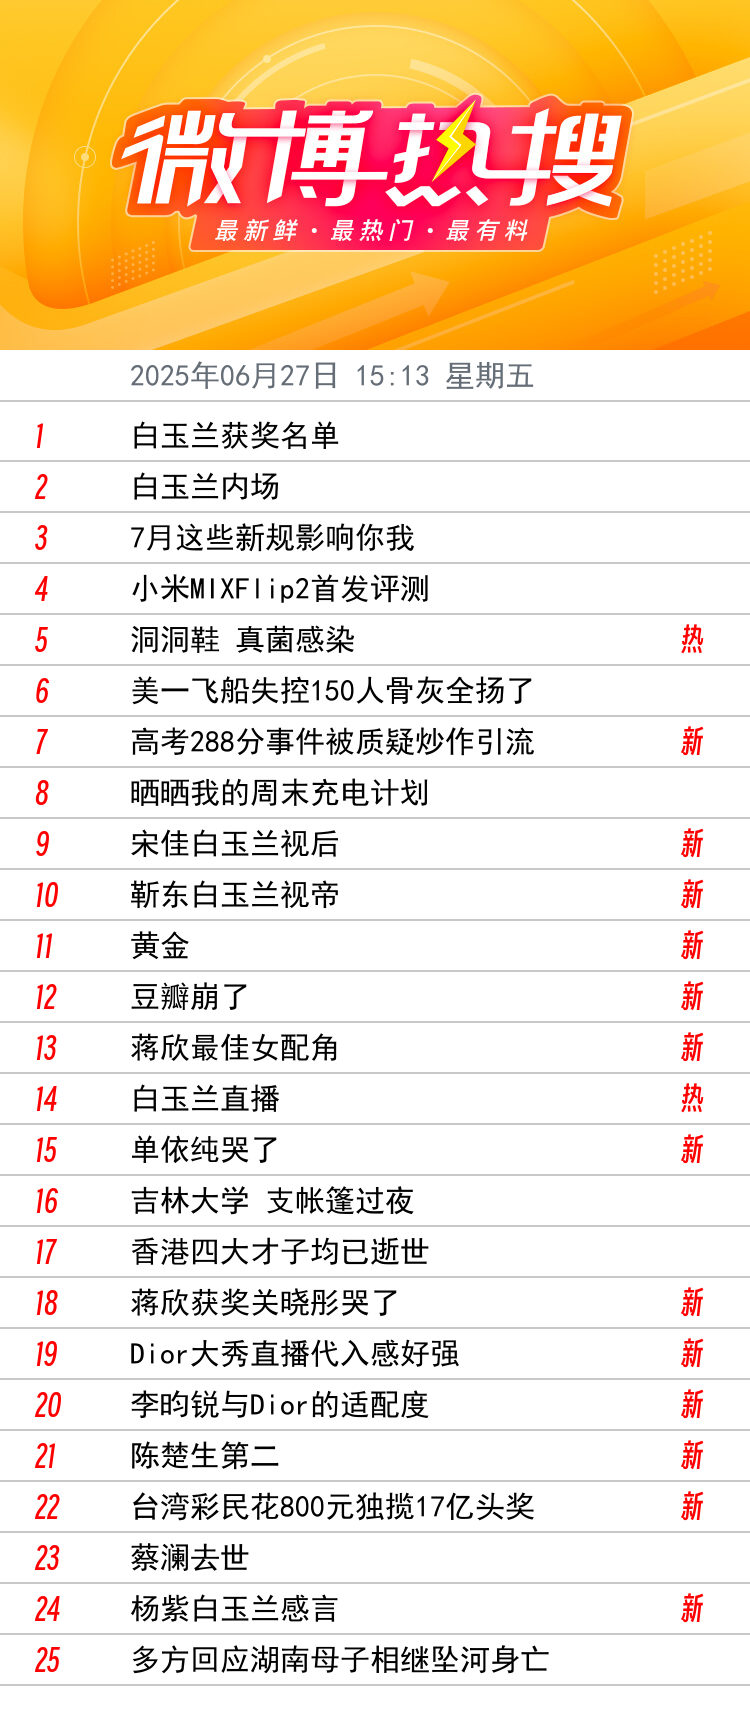 微博热搜
最新鲜·最热门·最有料
2025年06月27日 15:13 星期五
1 白玉兰获奖名单
2 白玉兰内场
3 7月这些新规影响你我
4 小米MIXFlip2首发评测
5 洞洞鞋 真菌感染 热
6 美一飞船失控150人骨灰全扬了
7 高考288分事件被质疑炒作引流 新
8 晒晒我的周末充电计划
9 宋佳白玉兰视后 新
10 靳东白玉兰视帝 新
11 黄金 新
12 豆瓣崩了 新
13 蒋欣最佳女配角 新
14 白玉兰直播 热
15 单依纯哭了 新
16 吉林大学 支帐篷过夜
17 香港四大才子均已逝世
18 蒋欣获奖关晓彤哭了 新
19 Dior大秀直播代入感好强 新
20 李昀锐与Dior的适配度 新
21 陈楚生第二 新
22 台湾彩民花800元独揽17亿头奖 新
23 蔡澜去世
24 杨紫白玉兰感言 新
25 多方回应湖南母子相继坠河身亡